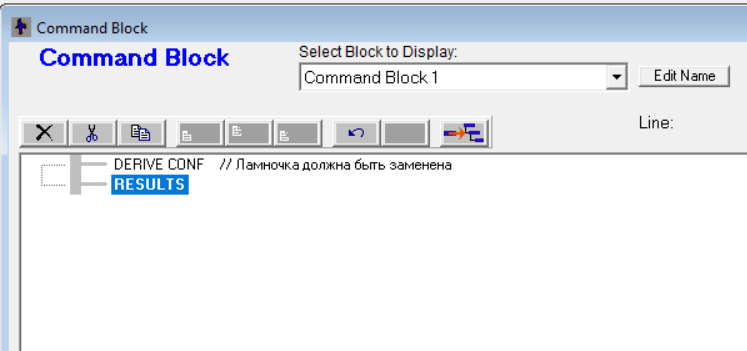 Command Block
Command Block
Select Block to Display:
Command Block 1
Edit Name
Line:
DERIVE CONF // Ламночка должна быть заменена
RESULTS